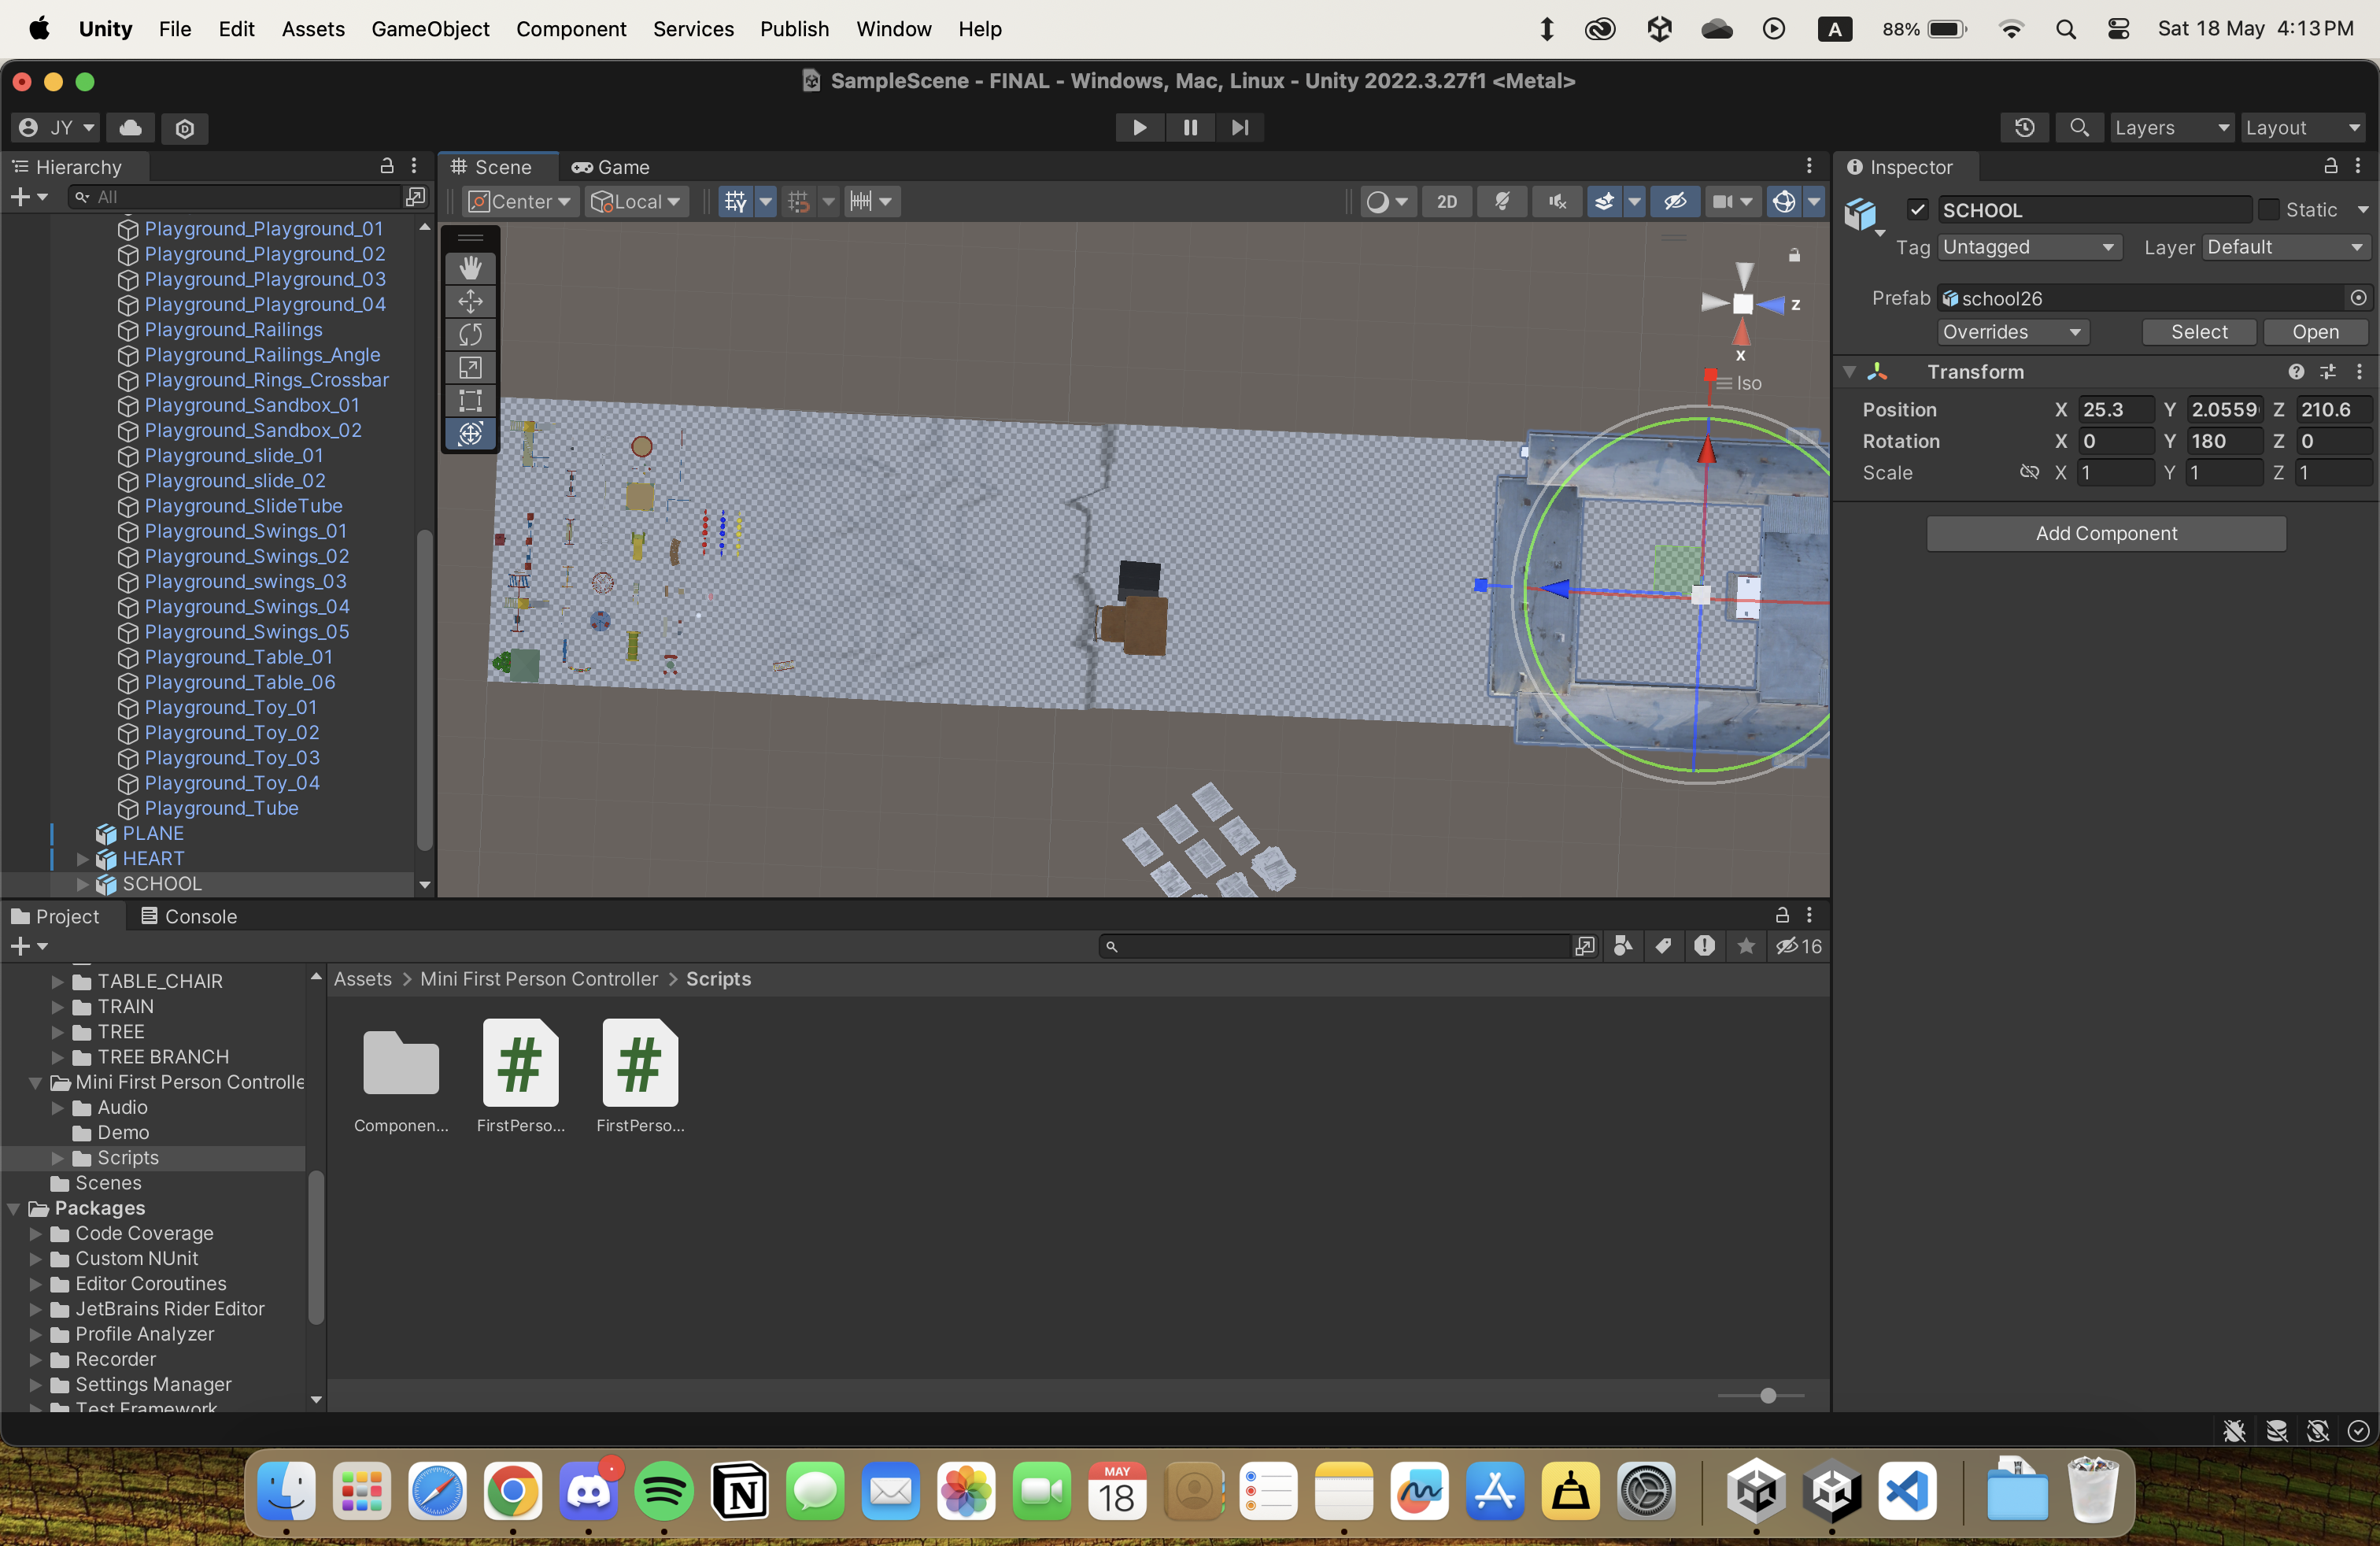 Unity File Edit Assets GameObject Component Services Publish Window Help A 88% Sat 18 May 4:13 PM
SampleScene - FINAL - Windows, Mac, Linux - Unity 2022.3.27f1 <Metal>
JY Layers Layout
Hierarchy
All
Playground_Playground_01
Playground_Playground_02
Playground_Playground_03
Playground_Playground_04
Playground_Railings
Playground_Railings_Angle
Playground_Rings_Crossbar
Playground_Sandbox_01
Playground_Sandbox_02
Playground_slide_01
Playground_slide_02
Playground_SlideTube
Playground_Swings_01
Playground_Swings_02
Playground_swings_03
Playground_Swings_04
Playground_Swings_05
Playground_Table_01
Playground_Table_06
Playground_Toy_01
Playground_Toy_02
Playground_Toy_03
Playground_Toy_04
Playground_Tube
PLANE
HEART
SCHOOL
Scene Game
Center Local 2D
z
x
Iso
Inspector
SCHOOL Static
Tag Untagged Layer Default
Prefab school26
Overrides Select Open
Transform
Position X 25.3 Y 2.0559 Z 210.6
Rotation X 0 Y 180 Z 0
Scale X 1 Y 1 Z 1
Add Component
Project Console
16
TABLE_CHAIR
TRAIN
TREE
TREE BRANCH
Mini First Person Controlle
Audio
Demo
Scripts
Scenes
Packages
Code Coverage
Custom NUnit
Editor Coroutines
JetBrains Rider Editor
Profile Analyzer
Recorder
Settings Manager
Test Framework
Assets > Mini First Person Controller > Scripts
Componen... FirstPerso... FirstPerso...
MAY
18